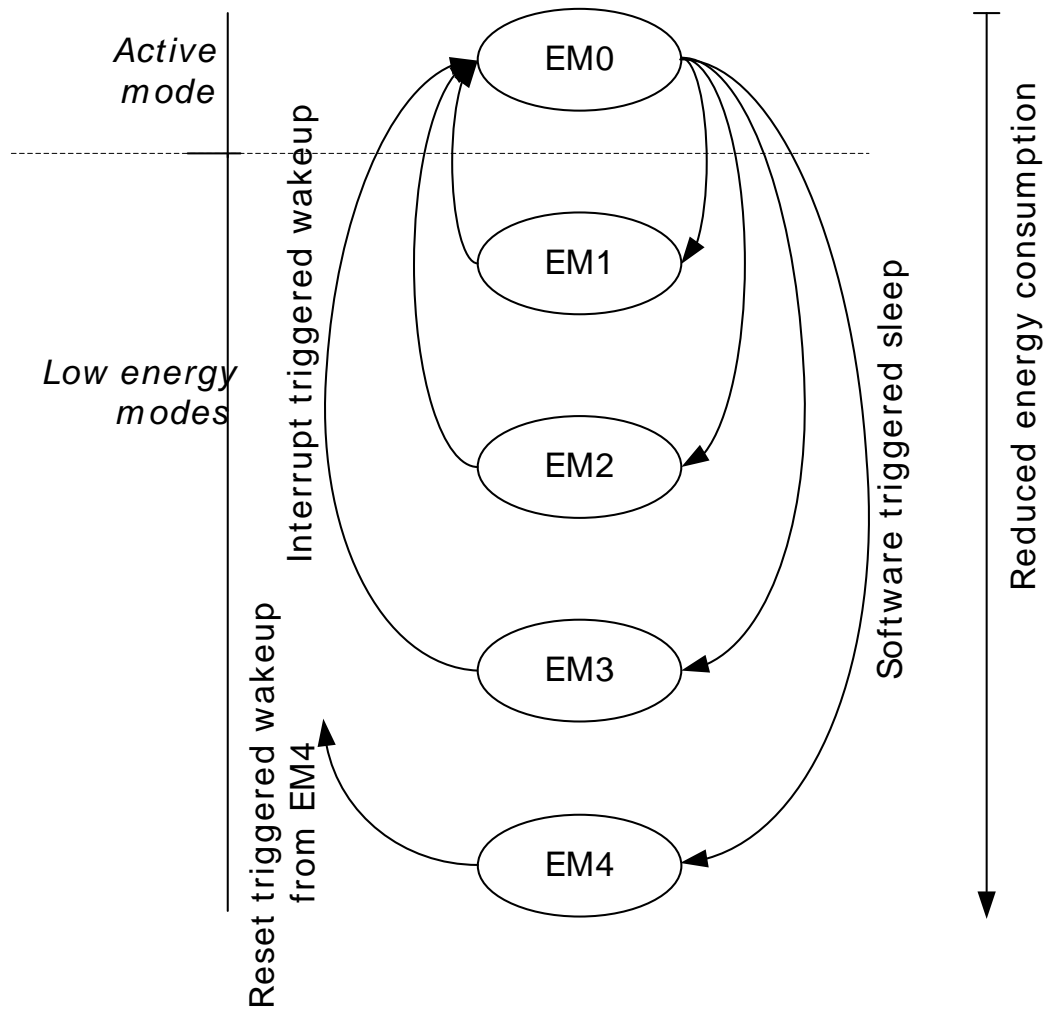 Active
mode
EM0
Interrupt triggered wakeup
EM1
Low energy
modes
EM2
Software triggered sleep
Reduced energy consumption
EM3
Reset triggered wakeup
from EM4
EM4